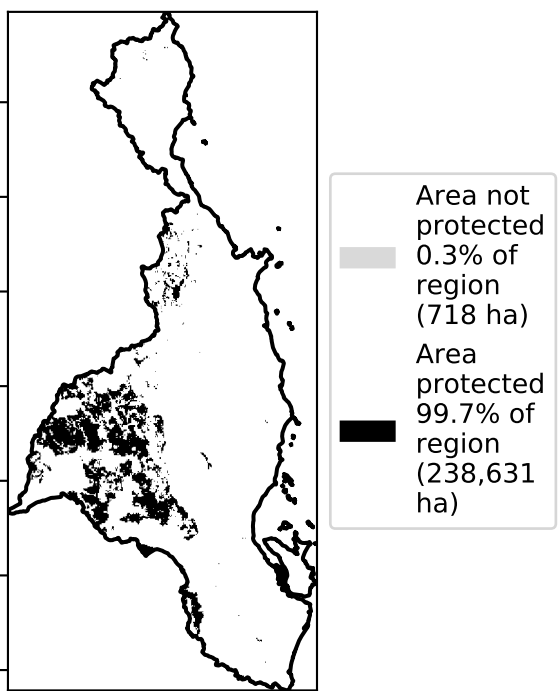 Area not
protected
0.3% of
region
(718 ha)
Area
protected
99.7% of
region
(238,631
ha)